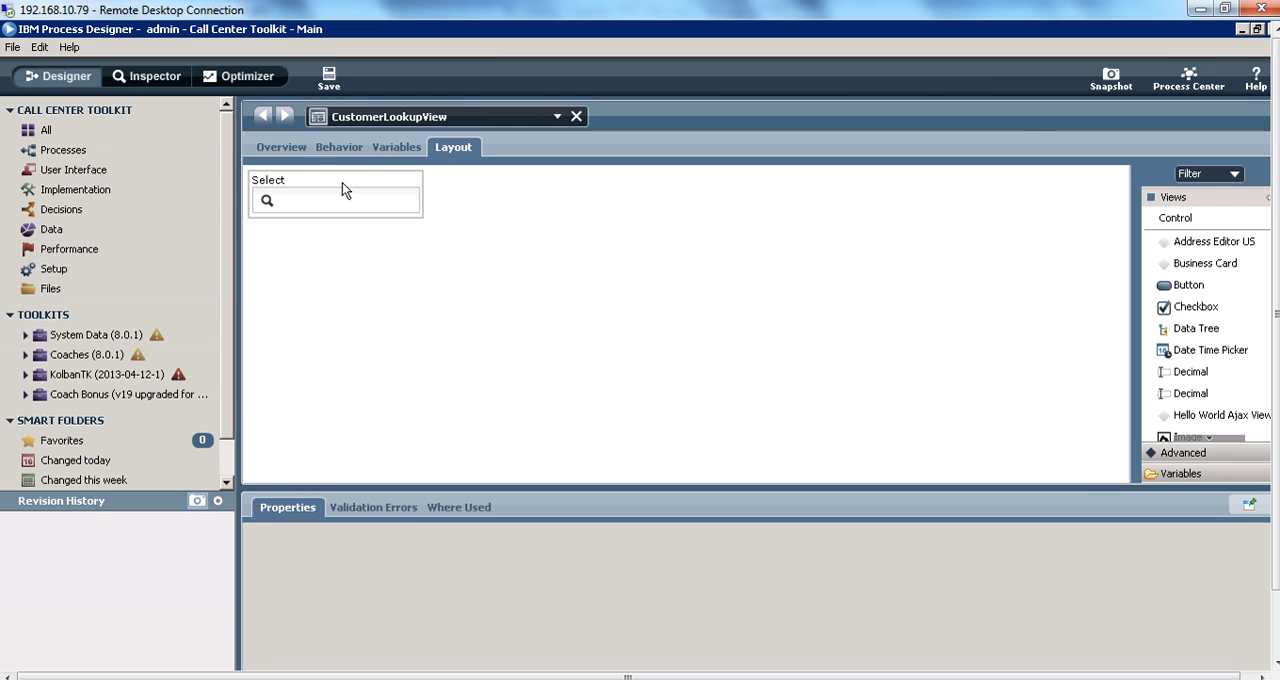 192.168.10.79 - Remote Desktop Connection
IBM Process Designer - admin - Call Center Toolkit - Main
File Edit Help
Designer Inspector Optimizer Save Snapshot Process Center Help
CALL CENTER TOOLKIT
All
Processes
User Interface
Implementation
Decisions
Data
Performance
Setup
Files
TOOLKITS
System Data (8.0.1)
Coaches (8.0.1)
KolbanTK (2013-04-12-1)
Coach Bonus (v19 upgraded for ...
SMART FOLDERS
Favorites 0
Changed today
Changed this week
Revision History
CustomerLookupView
Overview Behavior Variables Layout
Select
Filter
Views
Control
Address Editor US
Business Card
Button
Checkbox
Data Tree
Date Time Picker
Decimal
Decimal
Hello World Ajax View
Image
Advanced
Variables
Properties Validation Errors Where Used